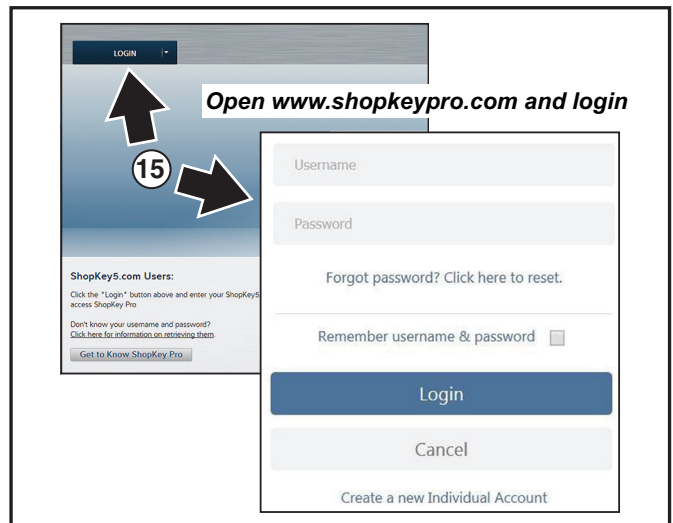 LOGIN
Open www.shopkeypro.com and login
15
Username
Password
Forgot password? Click here to reset.
Remember username & password
Login
Cancel
Create a new Individual Account
ShopKey5.com Users:
Click the "Login" button above and enter your ShopKey5
access ShopKey Pro
Don't know your username and password?
Click here for information on retrieving them.
Get to Know ShopKey Pro